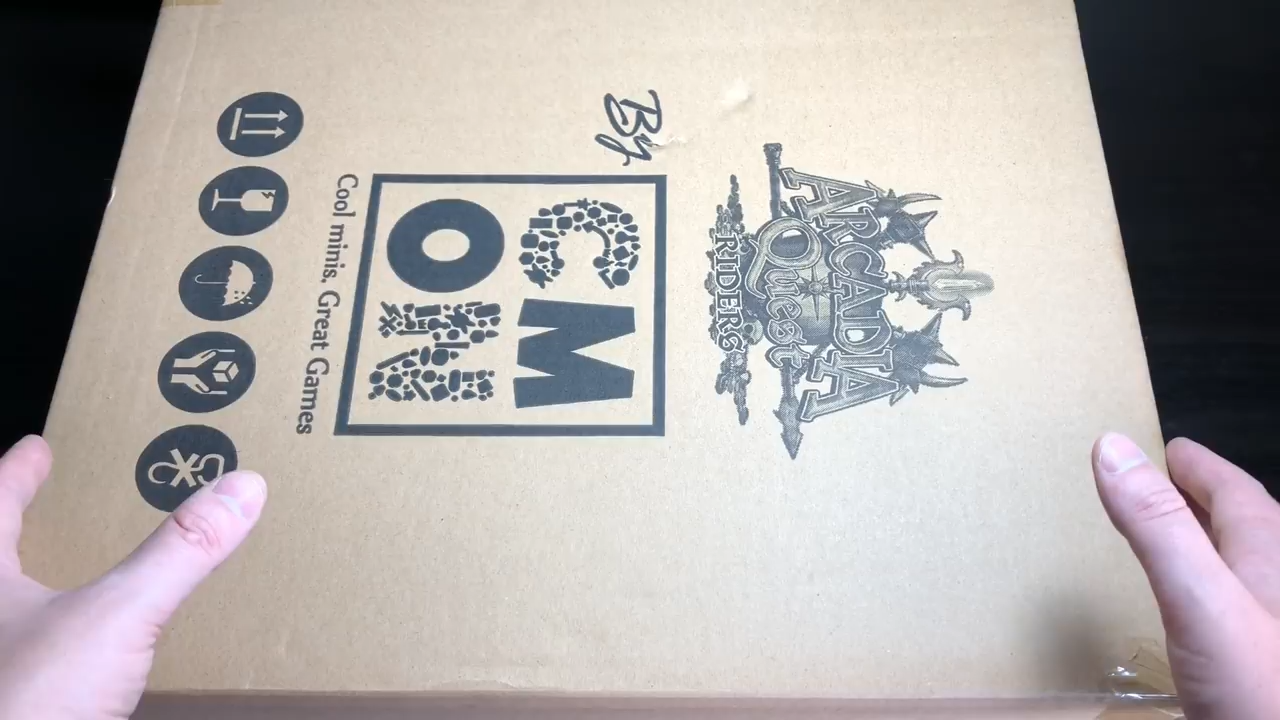 ARCADIA
Quest
RIDERS
By
CMON
Cool minis, Great Games